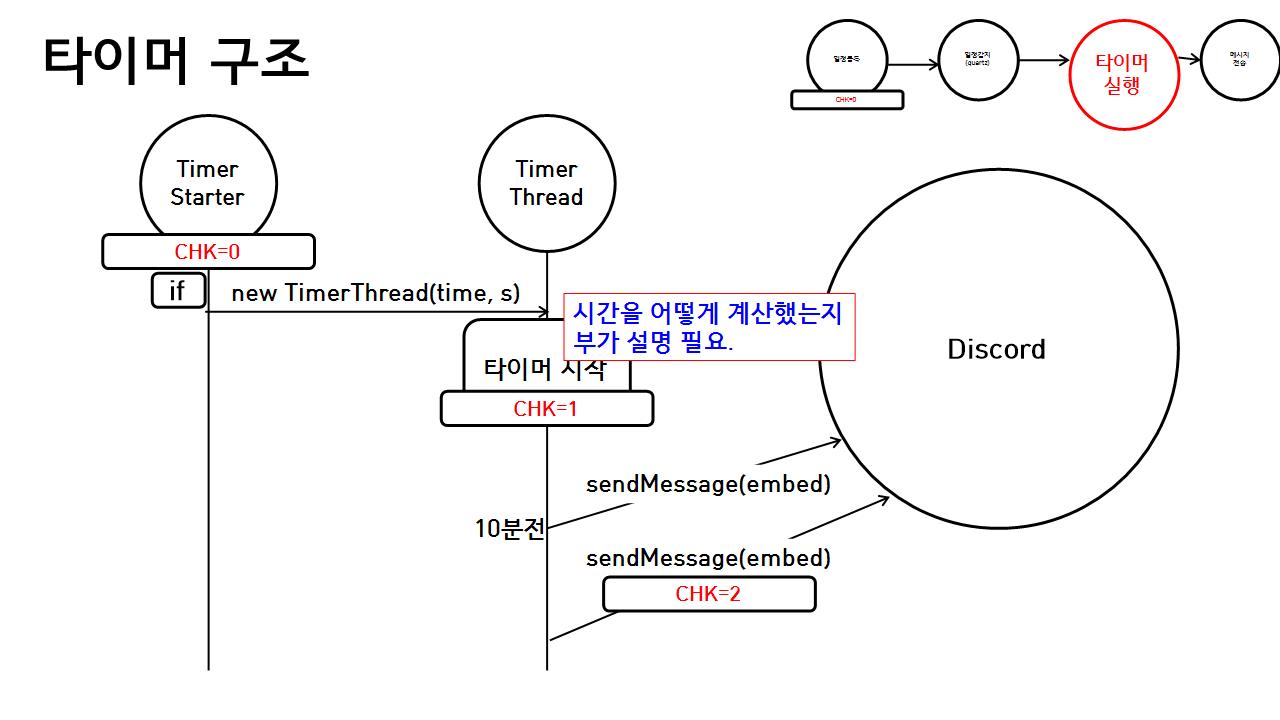 타이머 구조
일정등록
CHK=0
일정감지
(quartz)
타이머
실행
메시지
전송
Timer
Starter
CHK=0
if
new TimerThread(time, s)
Timer
Thread
시간을 어떻게 계산했는지
부가 설명 필요.
타이머 시작
CHK=1
Discord
sendMessage(embed)
10분전
sendMessage(embed)
CHK=2